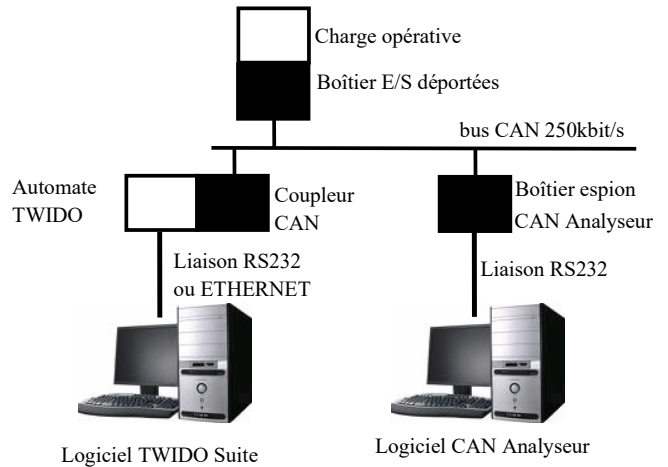 Charge opérative
Boîtier E/S déportées
bus CAN 250kbit/s
Automate
TWIDO
Coupleur
CAN
Boîtier espion
CAN Analyseur
Liaison RS232
ou ETHERNET
Liaison RS232
Logiciel TWIDO Suite
Logiciel CAN Analyseur